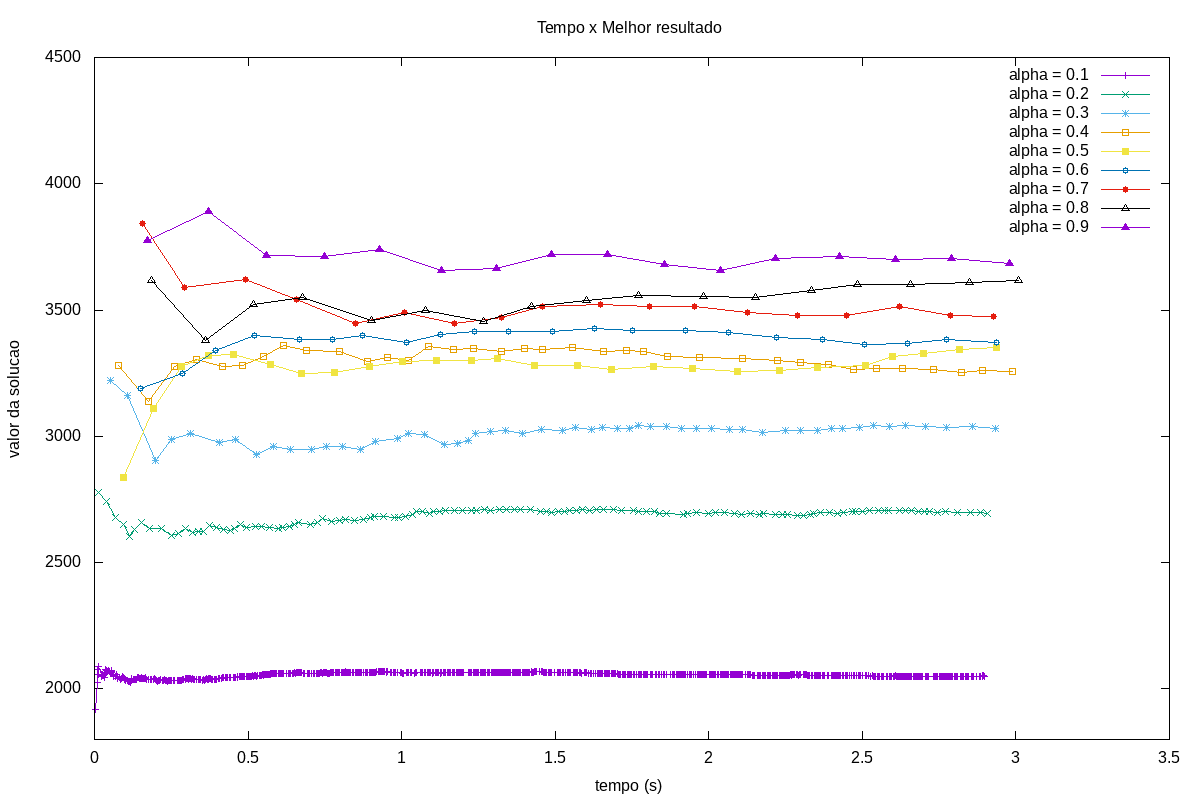 Tempo x Melhor resultado
4500
4000
3500
3000
2500
2000
valor da solucao
alpha = 0.1
alpha = 0.2
alpha = 0.3
alpha = 0.4
alpha = 0.5
alpha = 0.6
alpha = 0.7
alpha = 0.8
alpha = 0.9
0 0.5 1 1.5 2 2.5 3 3.5
tempo (s)